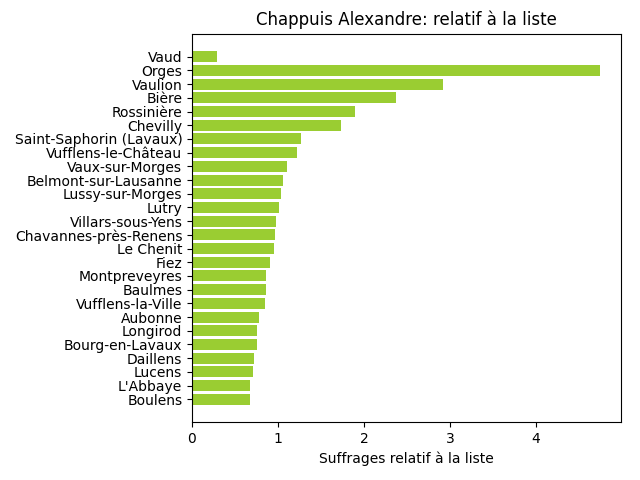 Chappuis Alexandre: relatif à la liste
Vaud
Orges
Vaulion
Bière
Rossinière
Chevilly
Saint-Saphorin (Lavaux)
Vufflens-le-Château
Vaux-sur-Morges
Belmont-sur-Lausanne
Lussy-sur-Morges
Lutry
Villars-sous-Yens
Chavannes-près-Renens
Le Chenit
Fiez
Montpreveyres
Baulmes
Vufflens-la-Ville
Aubonne
Longirod
Bourg-en-Lavaux
Daillens
Lucens
L'Abbaye
Boulens
0 1 2 3 4
Suffrages relatif à la liste